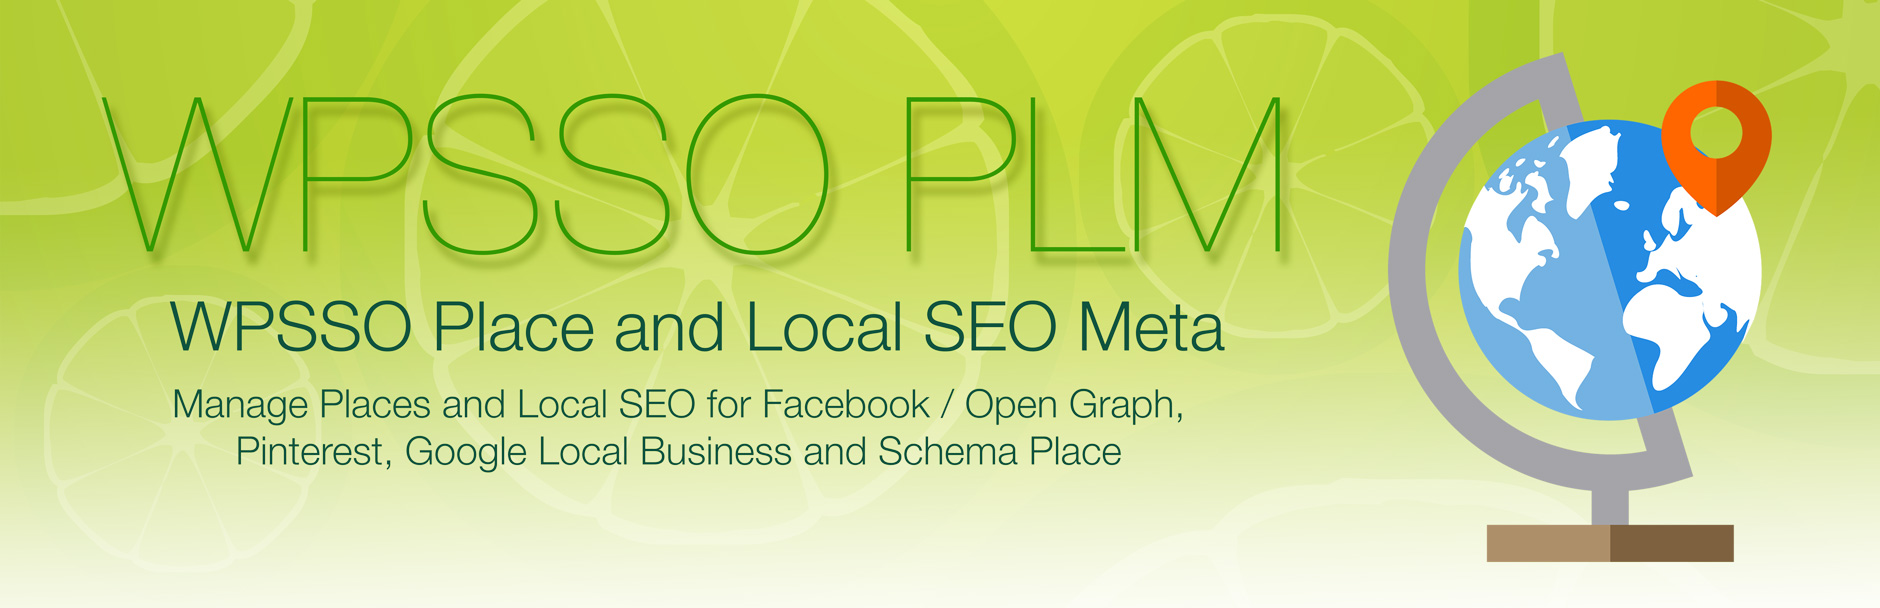 WPSSO PLM
WPSSO Place and Local SEO Meta
Manage Places and Local SEO for Facebook / Open Graph,
Pinterest, Google Local Business and Schema Place